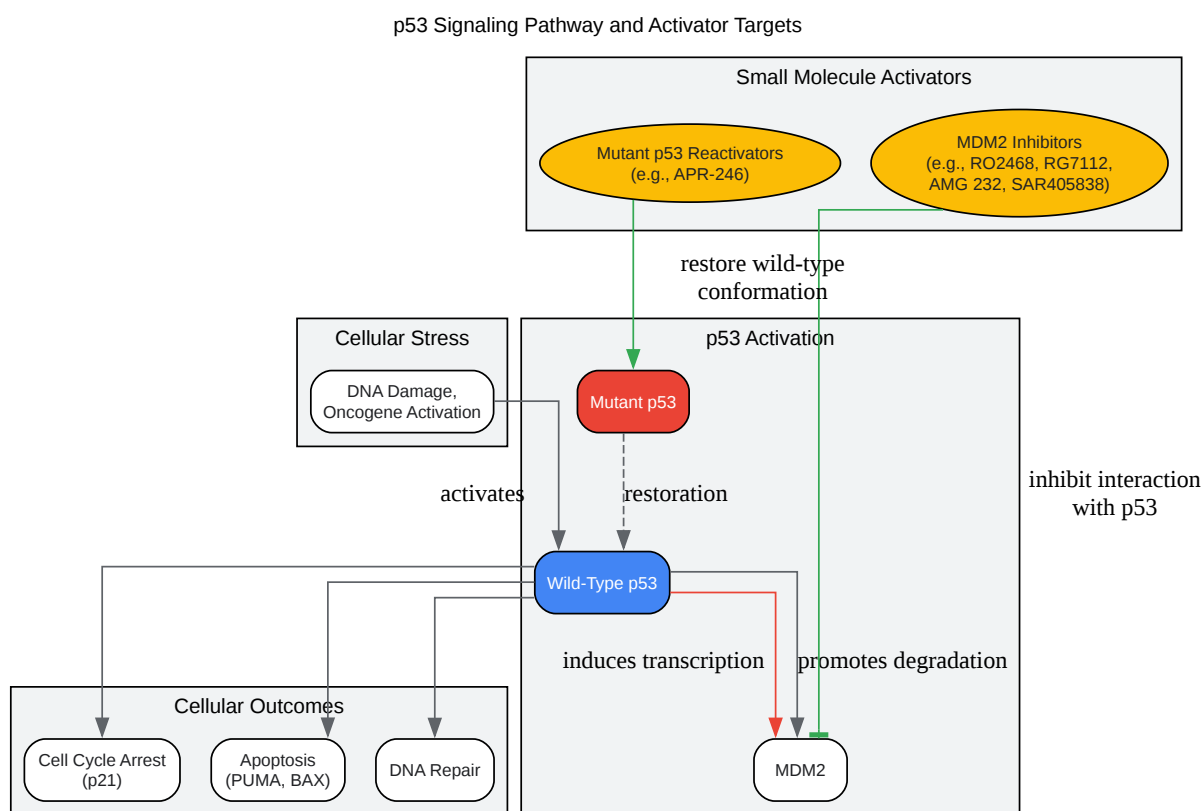 p53 Signaling Pathway and Activator Targets
Small Molecule Activators
Mutant p53 Reactivators
(e.g., APR-246)
MDM2 Inhibitors
(e.g., RO2468, RG7112,
AMG 232, SAR405838)
restore wild-type
conformation
Cellular Stress
DNA Damage,
Oncogene Activation
p53 Activation
Mutant p53
activates
restoration
inhibit interaction
with p53
Wild-Type p53
induces transcription
promotes degradation
Cellular Outcomes
Cell Cycle Arrest
(p21)
Apoptosis
(PUMA, BAX)
DNA Repair
MDM2